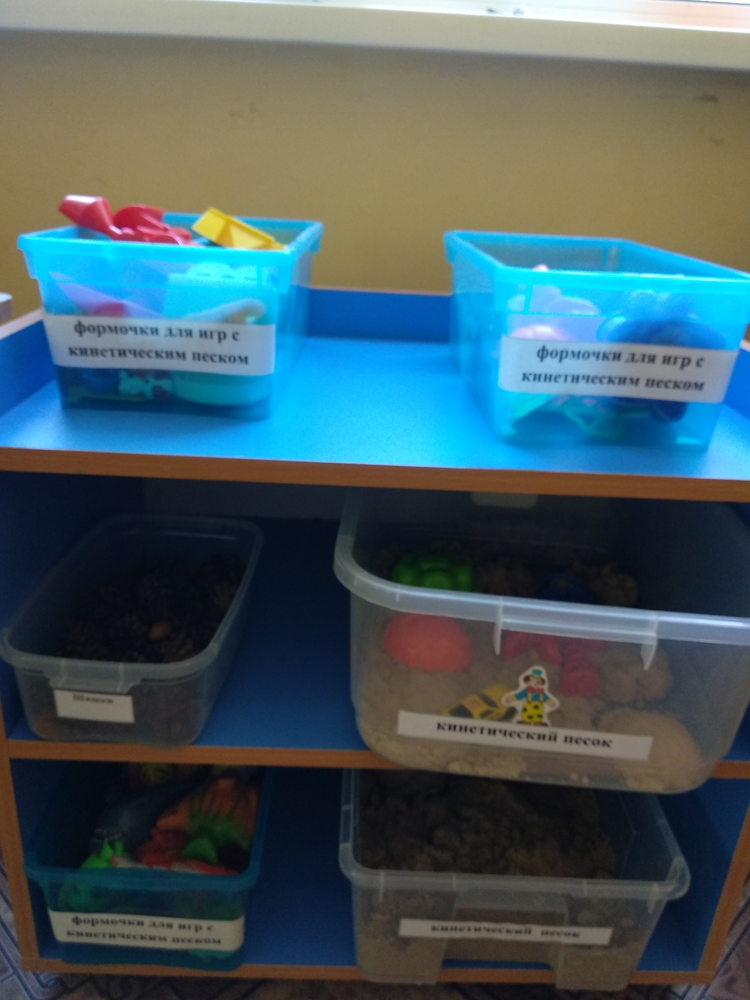 формочки для игр с
кинетическим песком
формочки для игр с
кинетическим песком
Шишки
кинетический песок
формочки для игр с
кинетическим песком
кинетический песок